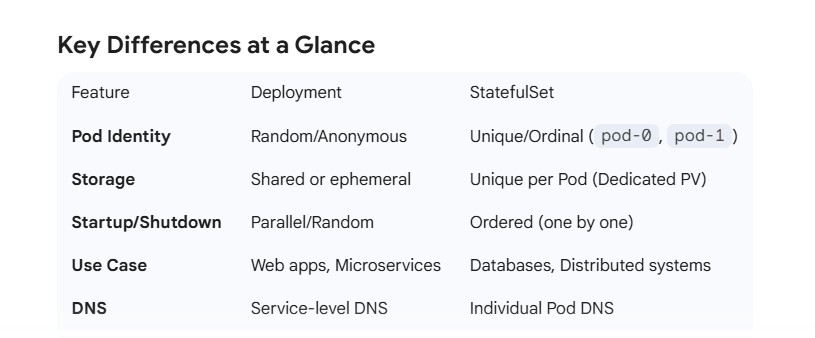 Key Differences at a Glance
Feature Deployment StatefulSet
Pod Identity Random/Anonymous Unique/Ordinal (pod-0, pod-1)
Storage Shared or ephemeral Unique per Pod (Dedicated PV)
Startup/Shutdown Parallel/Random Ordered (one by one)
Use Case Web apps, Microservices Databases, Distributed systems
DNS Service-level DNS Individual Pod DNS